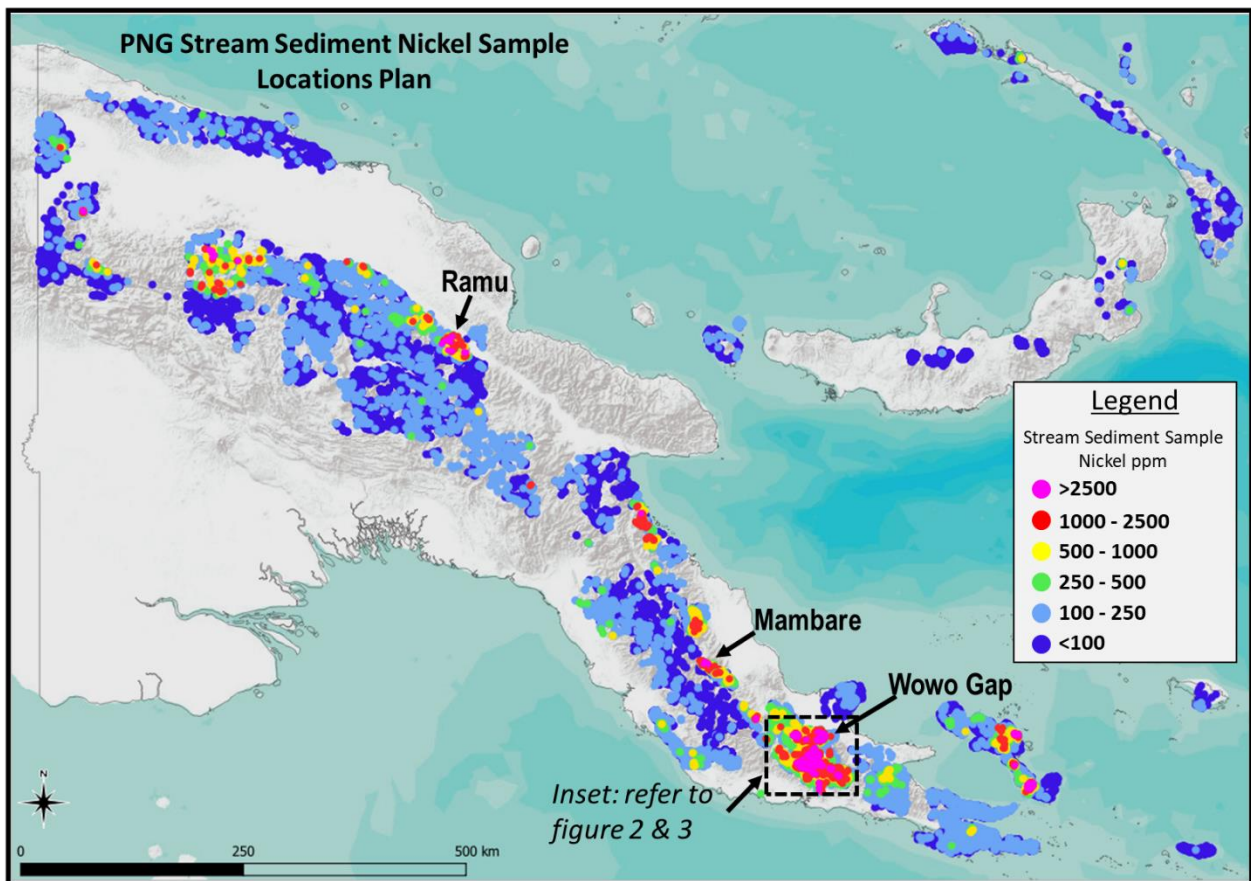 PNG Stream Sediment Nickel Sample
Locations Plan
Ramu
Legend
Stream Sediment Sample
Nickel ppm
>2500
1000 - 2500
500 - 1000
250 - 500
100 - 250
<100
Mambare
Wowo Gap
Inset: refer to
figure 2 & 3
N
0 250 500 km